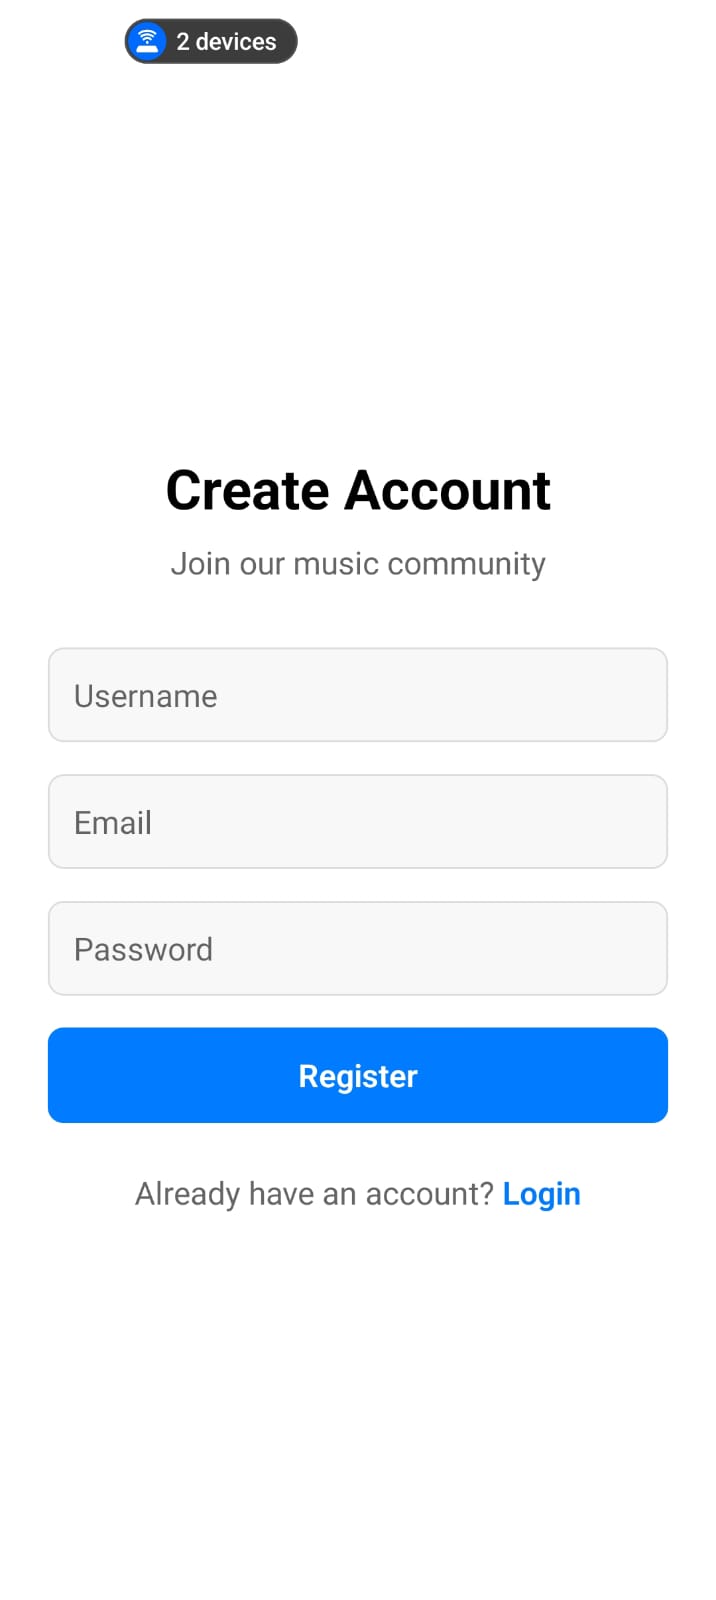 2 devices
Create Account
Join our music community
Username
Email
Password
Register
Already have an account? Login